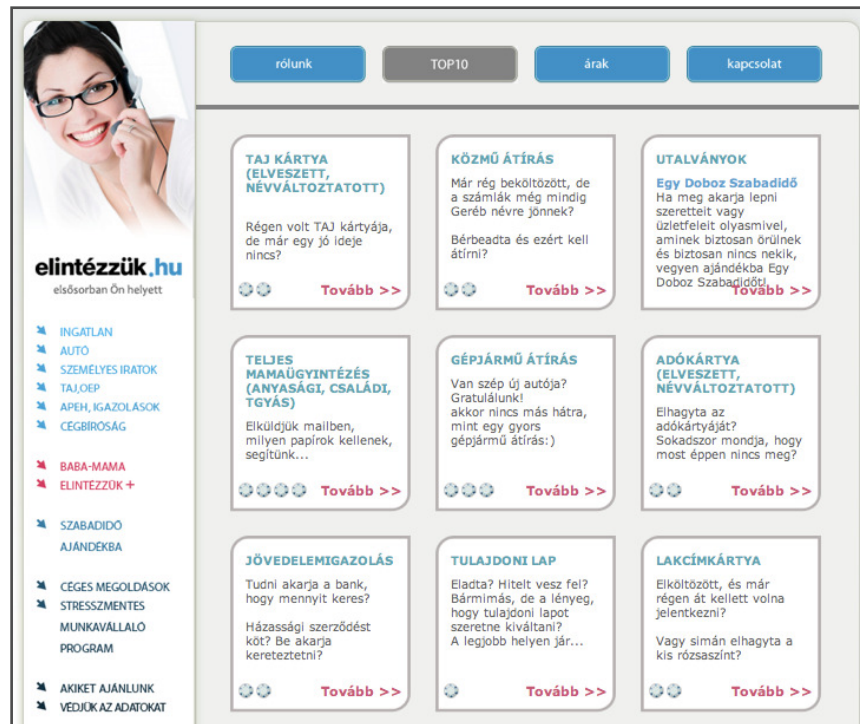 rólunk
TOP10
árak
kapcsolat
elintézzük.hu
elsősorban Ön helyett
INGATLAN
AUTÓ
SZEMÉLYES IRATOK
TAJ,OEP
APEH, IGAZOLÁSOK
CÉGBÍRÓSÁG
BABA-MAMA
ELINTÉZZÜK +
SZABADIDŐ
AJÁNDÉKBA
CÉGES MEGOLDÁSOK
STRESSZMENTES
MUNKAVÁLLALÓ
PROGRAM
AKIKET AJÁNLUNK
VÉDJÜK AZ ADATOKAT
TAJ KÁRTYA
(ELVESZETT,
NÉVVÁLTOZTATOTT)
Régen volt TAJ kártyája,
de már egy jó ideje
nincs?
Tovább >>
KÖZMŰ ÁTÍRÁS
Már rég beköltözött, de
a számlák még mindig
Geréb névre jönnek?
Bérbeadta és ezért kell
átírni?
Tovább >>
UTALVÁNYOK
Egy Doboz Szabadidő
Ha meg akarja lepni
szeretteit vagy
üzletfeleit olyasmivel,
aminek biztosan örülnek
és biztosan nincs nekik,
vegyen ajándékba Egy
Doboz Szabadidőt!
Tovább >>
TELJES
MAMAÜGYINTÉZÉS
(ANYASÁGI, CSALÁDI,
TGYÁS)
Elküldjük mailben,
milyen papírok kellenek,
segítünk...
Tovább >>
GÉPJÁRMŰ ÁTÍRÁS
Van szép új autója?
Gratulálunk!
akkor nincs más hátra,
mint egy gyors
gépjármű átírás:)
Tovább >>
ADÓKÁRTYA
(ELVESZETT,
NÉVVÁLTOZTATOTT)
Elhagyta az
adókártyáját?
Sokadszor mondja, hogy
most éppen nincs meg?
Tovább >>
JÖVEDELEMIGAZOLÁS
Tudni akarja a bank,
hogy mennyit keres?
Házassági szerződést
köt? Be akarja
kereteztetni?
Tovább >>
TULAJDONI LAP
Eladta? Hitelt vesz fel?
Bármimás, de a lényeg,
hogy tulajdoni lapot
szeretne kiváltani?
A legjobb helyen jár...
Tovább >>
LAKCÍMKÁRTYA
Elköltözött, és már
régen át kellett volna
jelentkezni?
Vagy simán elhagyta a
kis rózsaszínt?
Tovább >>